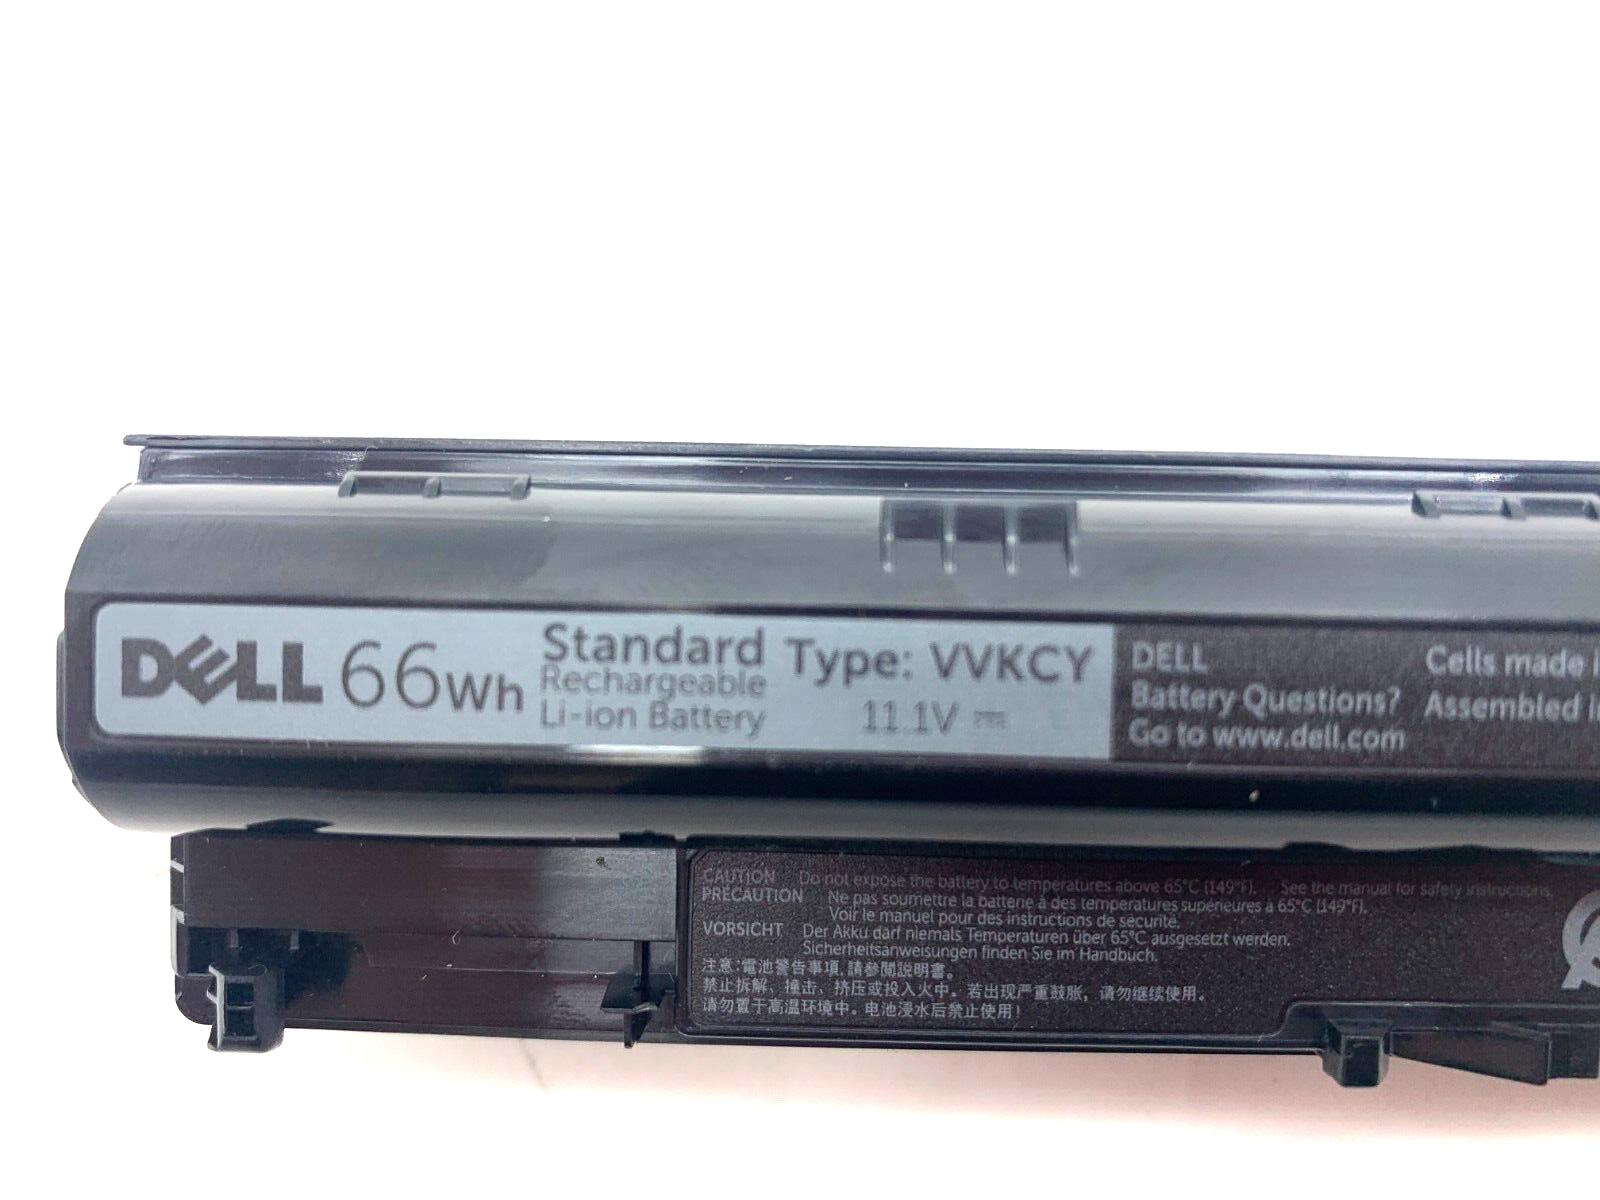 DELL 66Wh
Standard
Rechargeable
Li-ion Battery
Type: VVKCY
11.1V
DELL
Battery Questions?
Go to www.dell.com
Cells made
Assembled
CAUTION Do not expose the battery to temperatures above 65°C (149°F). See the manual for safety instructions.
PRECAUTION Ne pas soumettre la batterie à des temperatures superieures à 65°C (149°F).
Voir le manuel pour des instructions de sécurité.
VORSICHT Der Akku darf niemals Temperaturen über 65°C ausgesetzt werden.
Sicherheitsanweisungen finden Sie im Handbuch.
注意:電池警告事項,請參閱說明書。
禁止拆解、撞击、挤压或投入火中。若出现严重鼓胀，请勿继续使用。
请勿置于高温环境中。电池浸水后禁止使用!